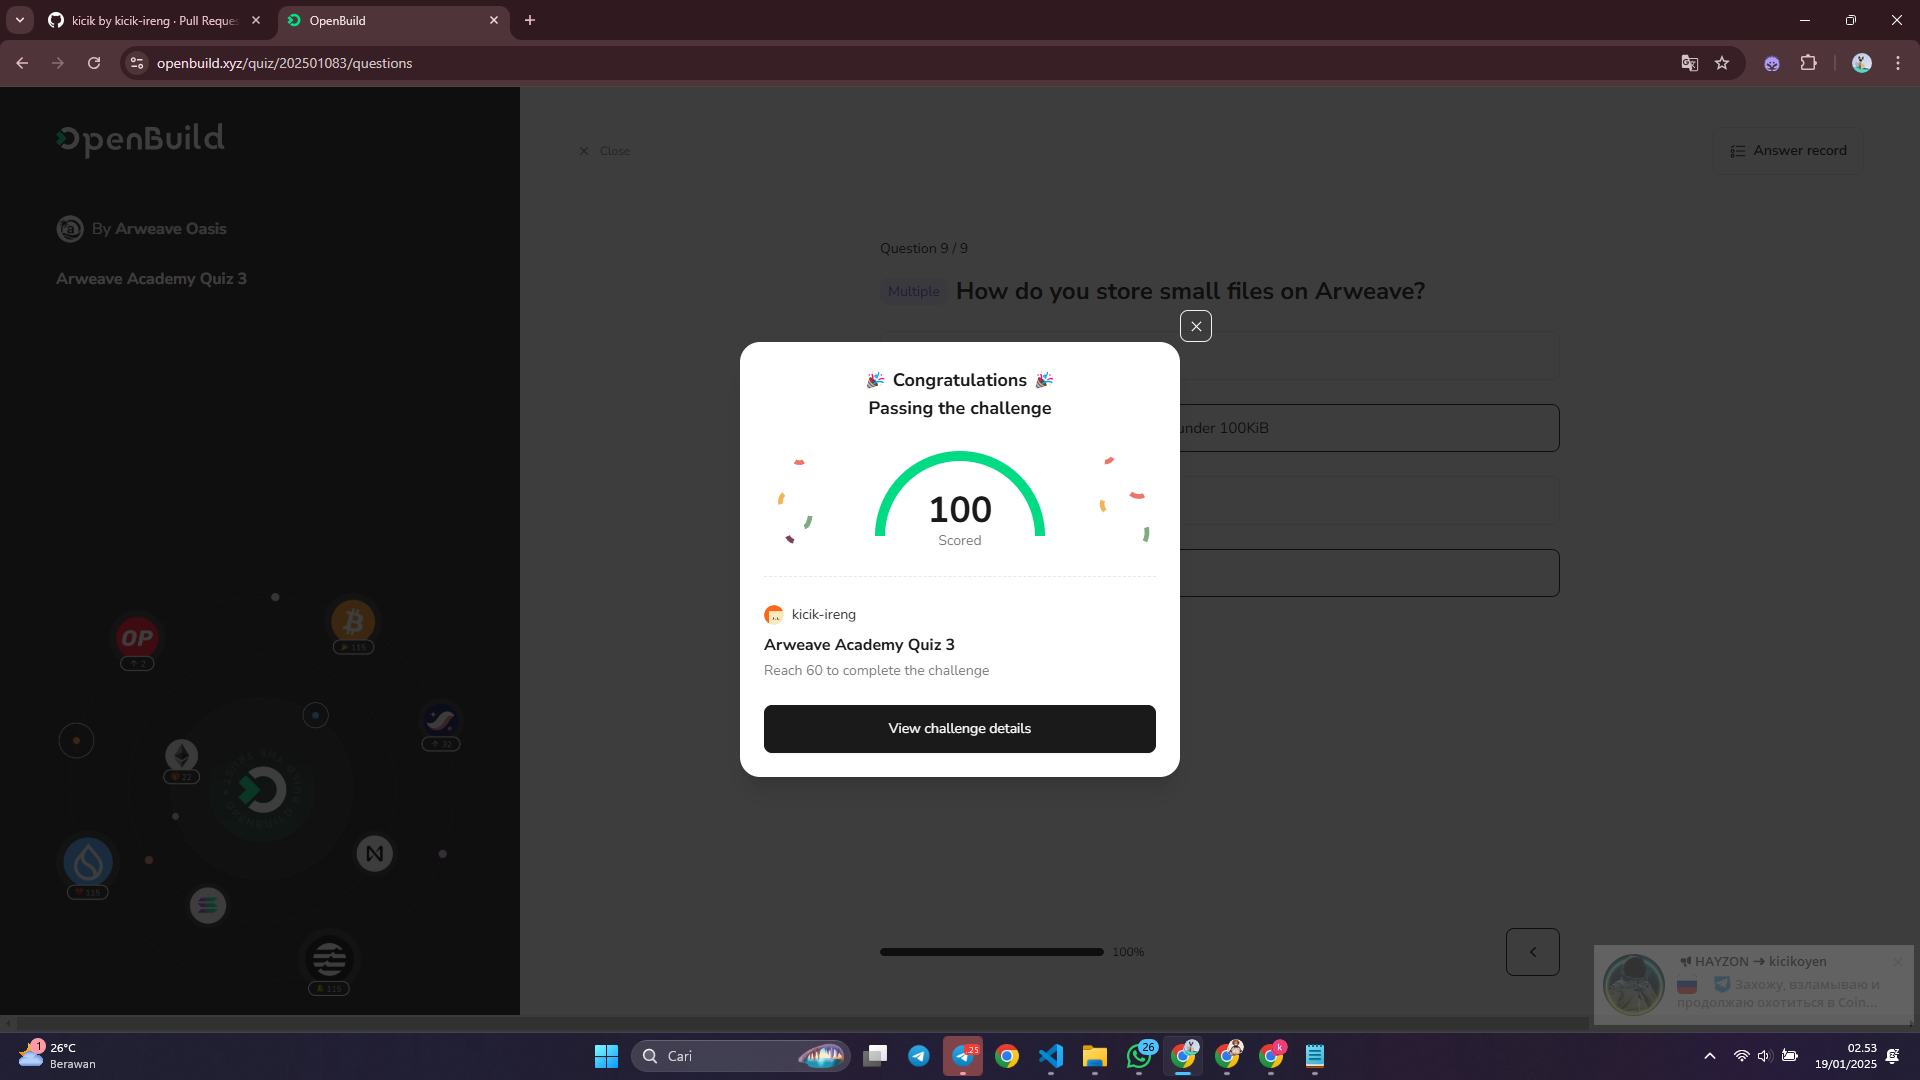 kicik by kicik-ireng · Pull Reques
OpenBuild
openbuild.xyz/quiz/202501083/questions
OpenBuild
Close
Answer record
By Arweave Oasis
Arweave Academy Quiz 3
Question 9 / 9
Multiple How do you store small files on Arweave?
under 100KiB
Congratulations
Passing the challenge
100
Scored
kicik-ireng
Arweave Academy Quiz 3
Reach 60 to complete the challenge
View challenge details
OP
2
115
32
22
115
115
100%
HAYZON → kicikoyen
Захожу, взламываю и
продолжаю охотиться в Coin...
1
26°C
Berawan
Cari
25
26
k
02.53
19/01/2025